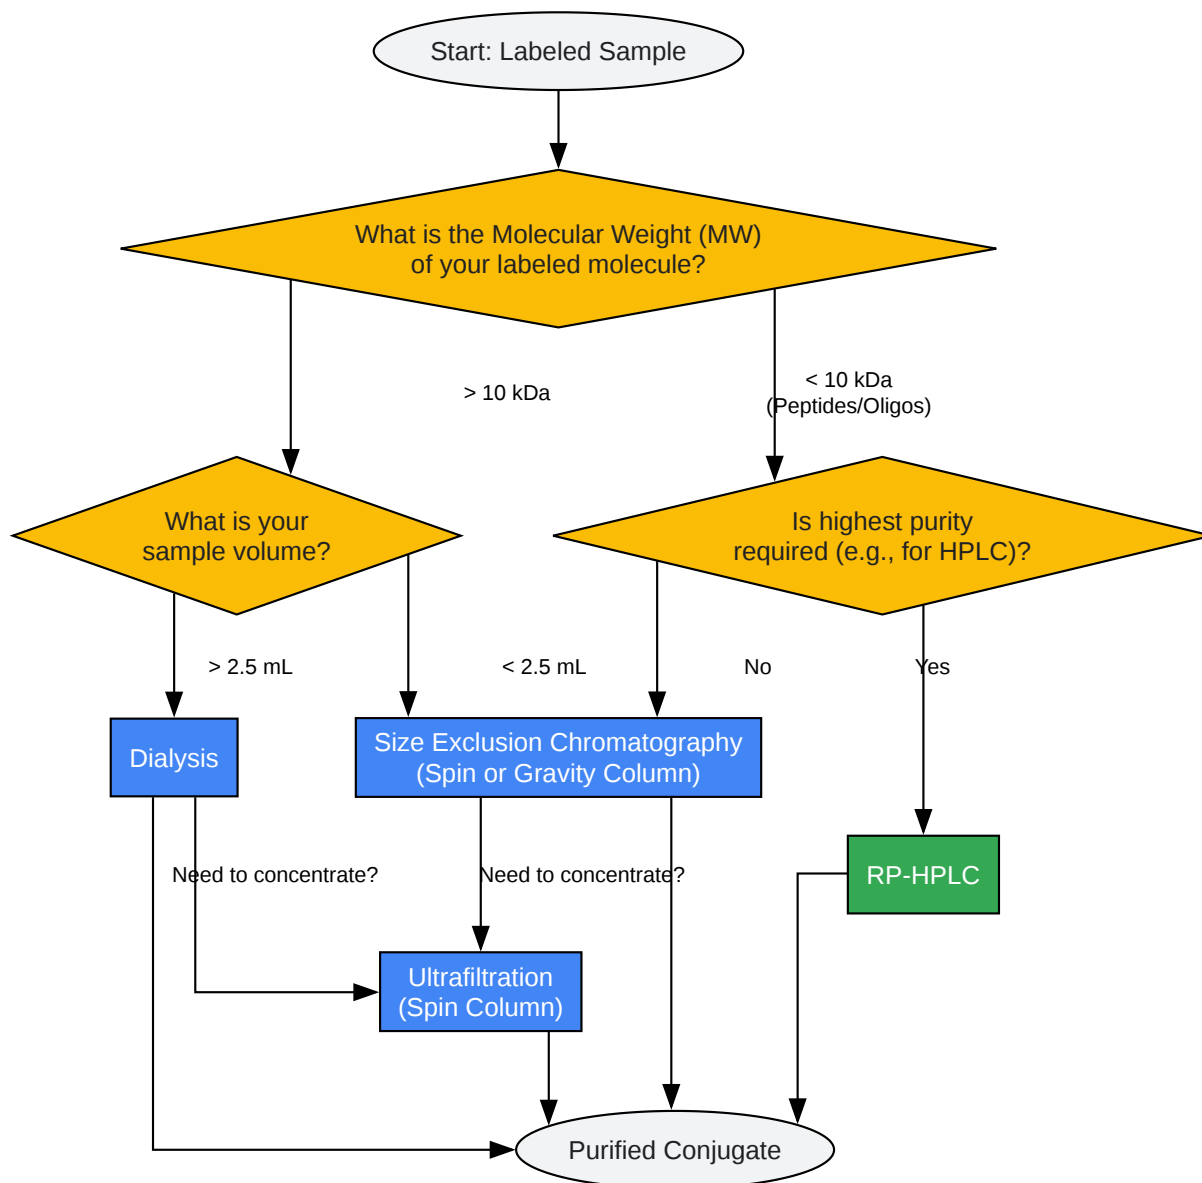 Start: Labeled Sample
What is the Molecular Weight (MW)
of your labeled molecule?
> 10 kDa
< 10 kDa
(Peptides/Oligos)
What is your
sample volume?
Is highest purity
required (e.g., for HPLC)?
> 2.5 mL
< 2.5 mL
No
Yes
Dialysis
Size Exclusion Chromatography
(Spin or Gravity Column)
Need to concentrate?
Need to concentrate?
RP-HPLC
Ultrafiltration
(Spin Column)
Purified Conjugate